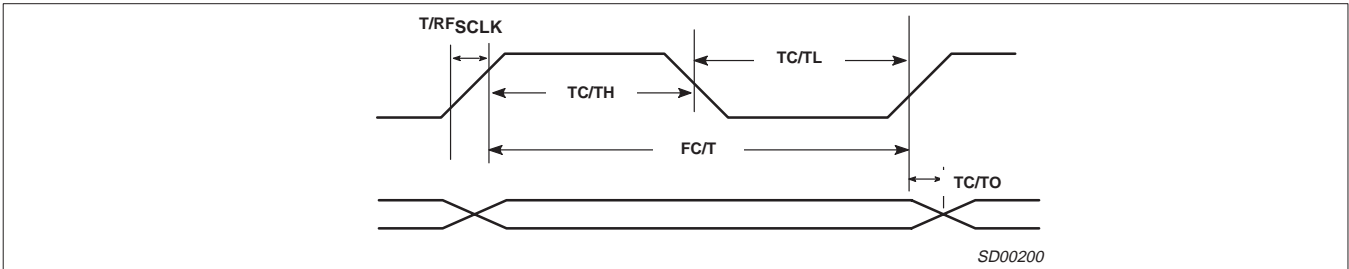 T/RFSCLK
TC/TL
TC/TH
FC/T
TC/TO
SD00200